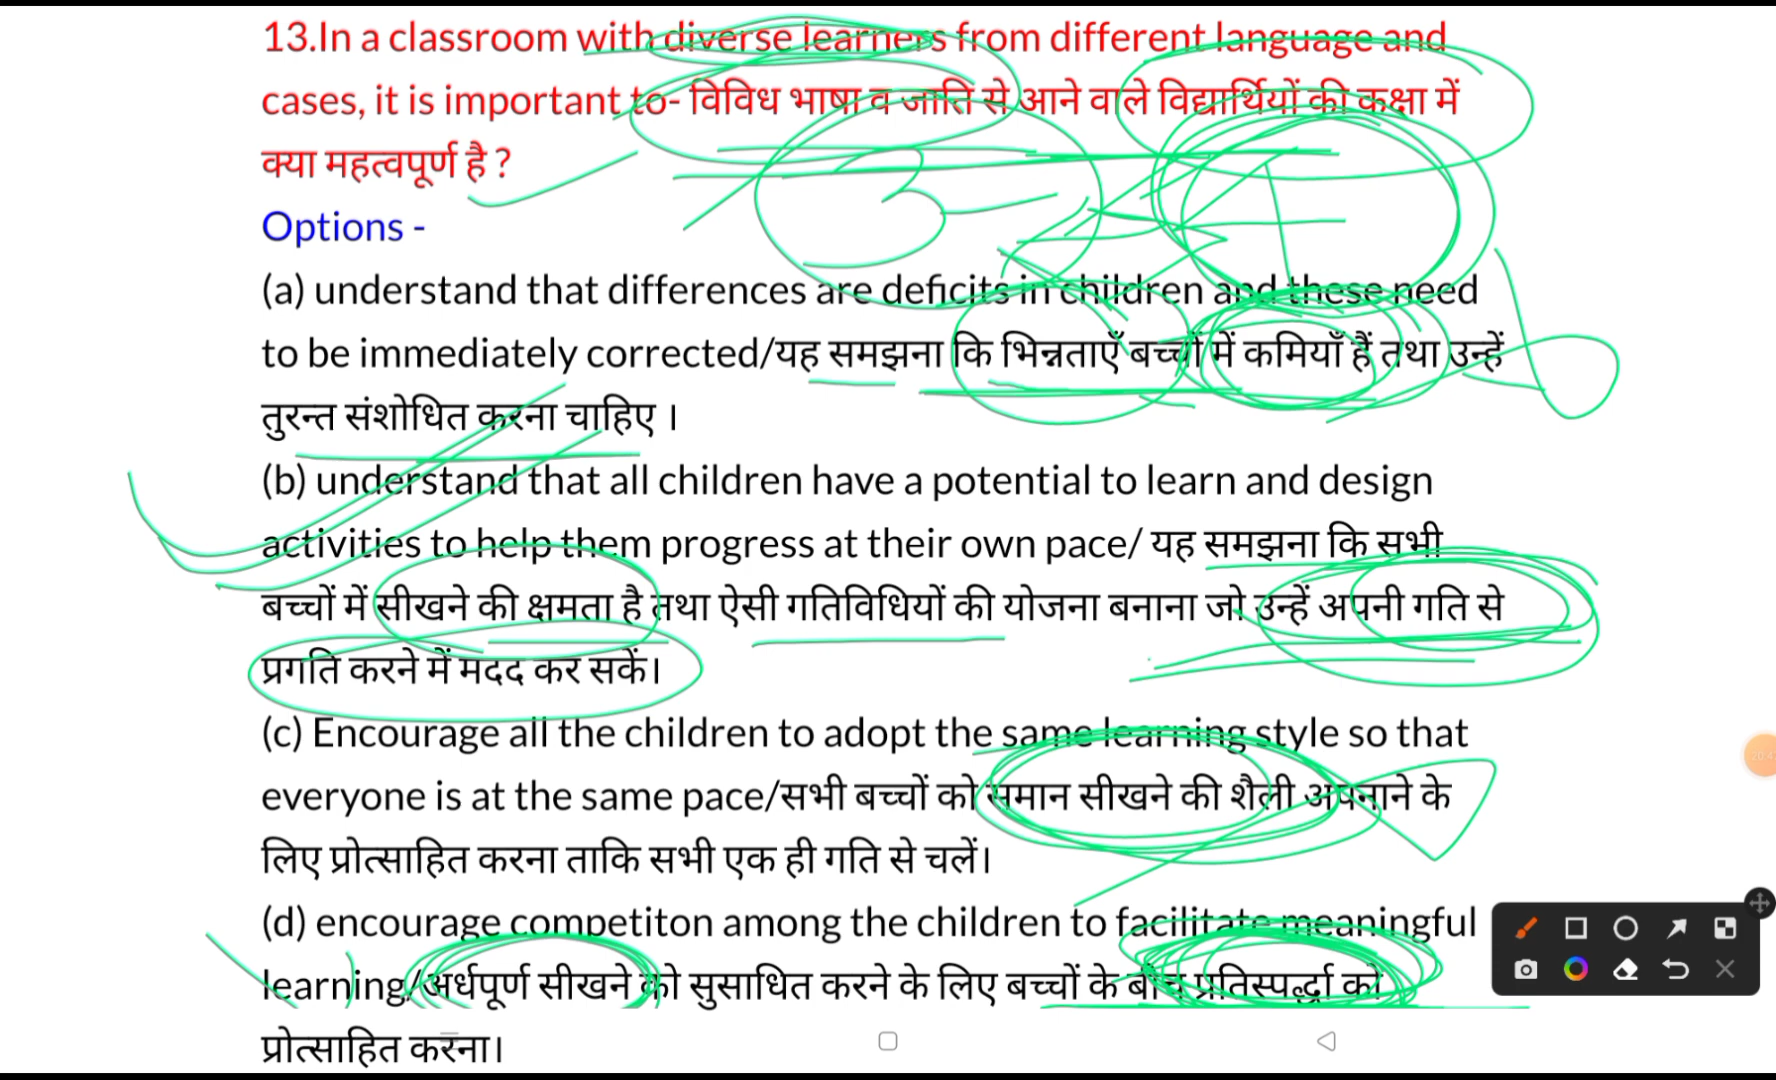 13.In a classroom with diverse learners from different language and
cases, it is important to- विविध भाषा व जाति से आने वाले विद्यार्थियों की कक्षा में
क्या महत्वपूर्ण है ?
Options -
(a) understand that differences are deficits in children and these need
to be immediately corrected/यह समझना कि भिन्नताएँ बच्चों में कमियाँ हैं तथा उन्हें
तुरन्त संशोधित करना चाहिए ।
(b) understand that all children have a potential to learn and design
activities to help them progress at their own pace/ यह समझना कि सभी
बच्चों में सीखने की क्षमता है तथा ऐसी गतिविधियों की योजना बनाना जो उन्हें अपनी गति से
प्रगति करने में मदद कर सकें।
(c) Encourage all the children to adopt the same learning style so that
everyone is at the same pace/सभी बच्चों को समान सीखने की शैली अपनाने के
लिए प्रोत्साहित करना ताकि सभी एक ही गति से चलें।
(d) encourage competiton among the children to facilitate meaningful
learning/अर्धपूर्ण सीखने को सुसाधित करने के लिए बच्चों के बीच प्रतिस्पर्द्धा को
प्रोत्साहित करना।